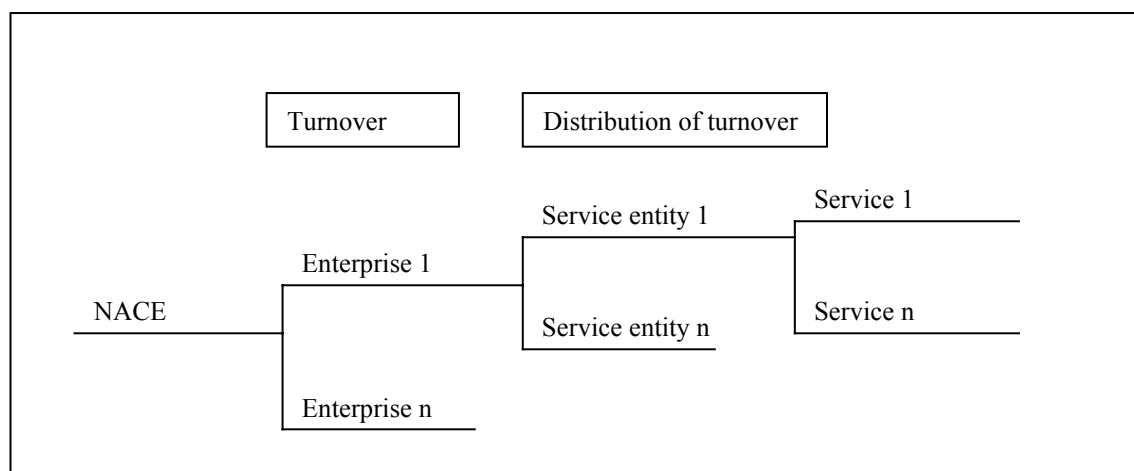 Turnover
Distribution of turnover
Service 1
Service entity 1
Enterprise 1
NACE
Service n
Service entity n
Enterprise n